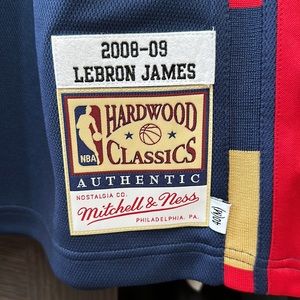 2008-09
LEBRON JAMES
HARDWOOD
NBA
CLASSICS
AUTHENTIC
NOSTALGIA CO.
Mitchell & Ness
PHILADELPHIA, PA.